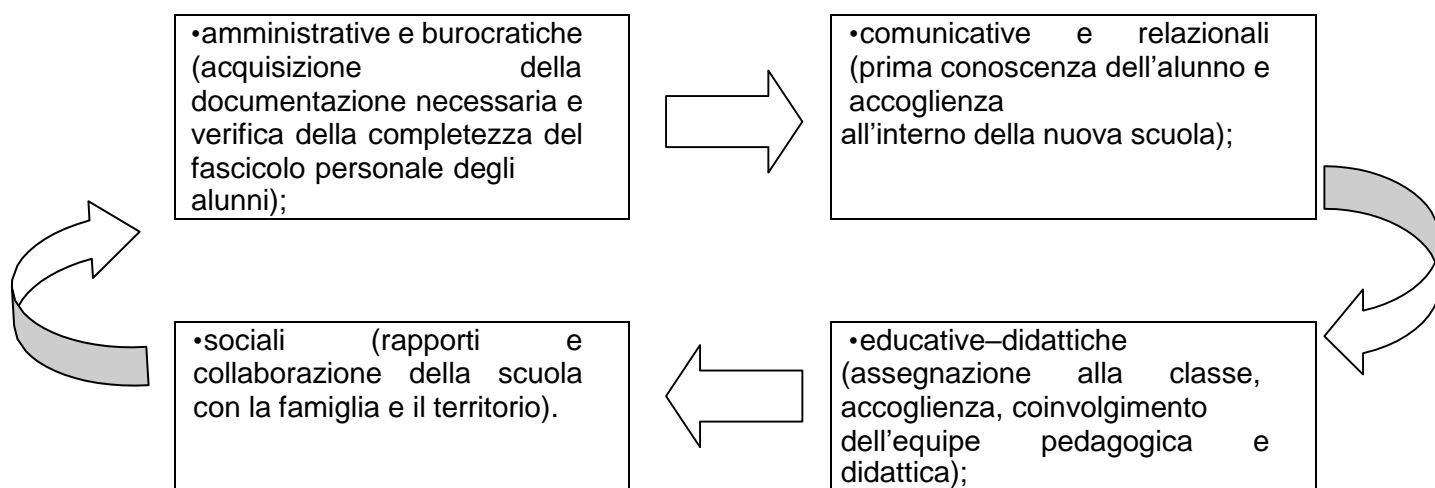 •amministrative e burocratiche
(acquisizione della
documentazione necessaria e
verifica della completezza del
fascicolo personale degli
alunni);
•comunicative e relazionali
(prima conoscenza dell’alunno e
accoglienza
all’interno della nuova scuola);
•educative–didattiche
(assegnazione alla classe,
accoglienza, coinvolgimento
dell’equipe pedagogica e
didattica);
•sociali (rapporti e
collaborazione della scuola
con la famiglia e il territorio).